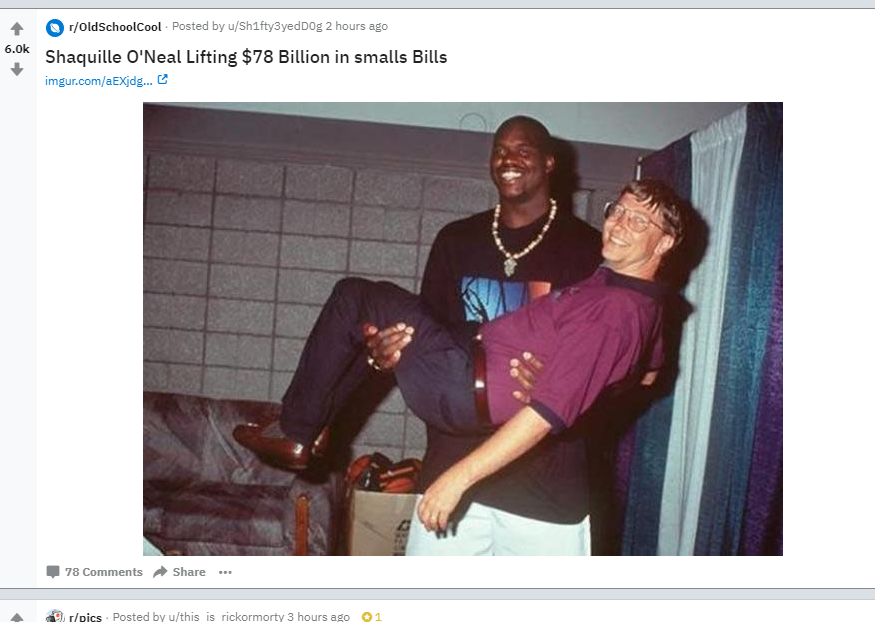 r/OldSchoolCool · Posted by u/Sh1fty3yedD0g 2 hours ago
6.0k
Shaquille O'Neal Lifting $78 Billion in smalls Bills
imgur.com/aEXjdg...
78 Comments Share ...
r/pics · Posted by u/this_is_rickormorty 3 hours ago 1